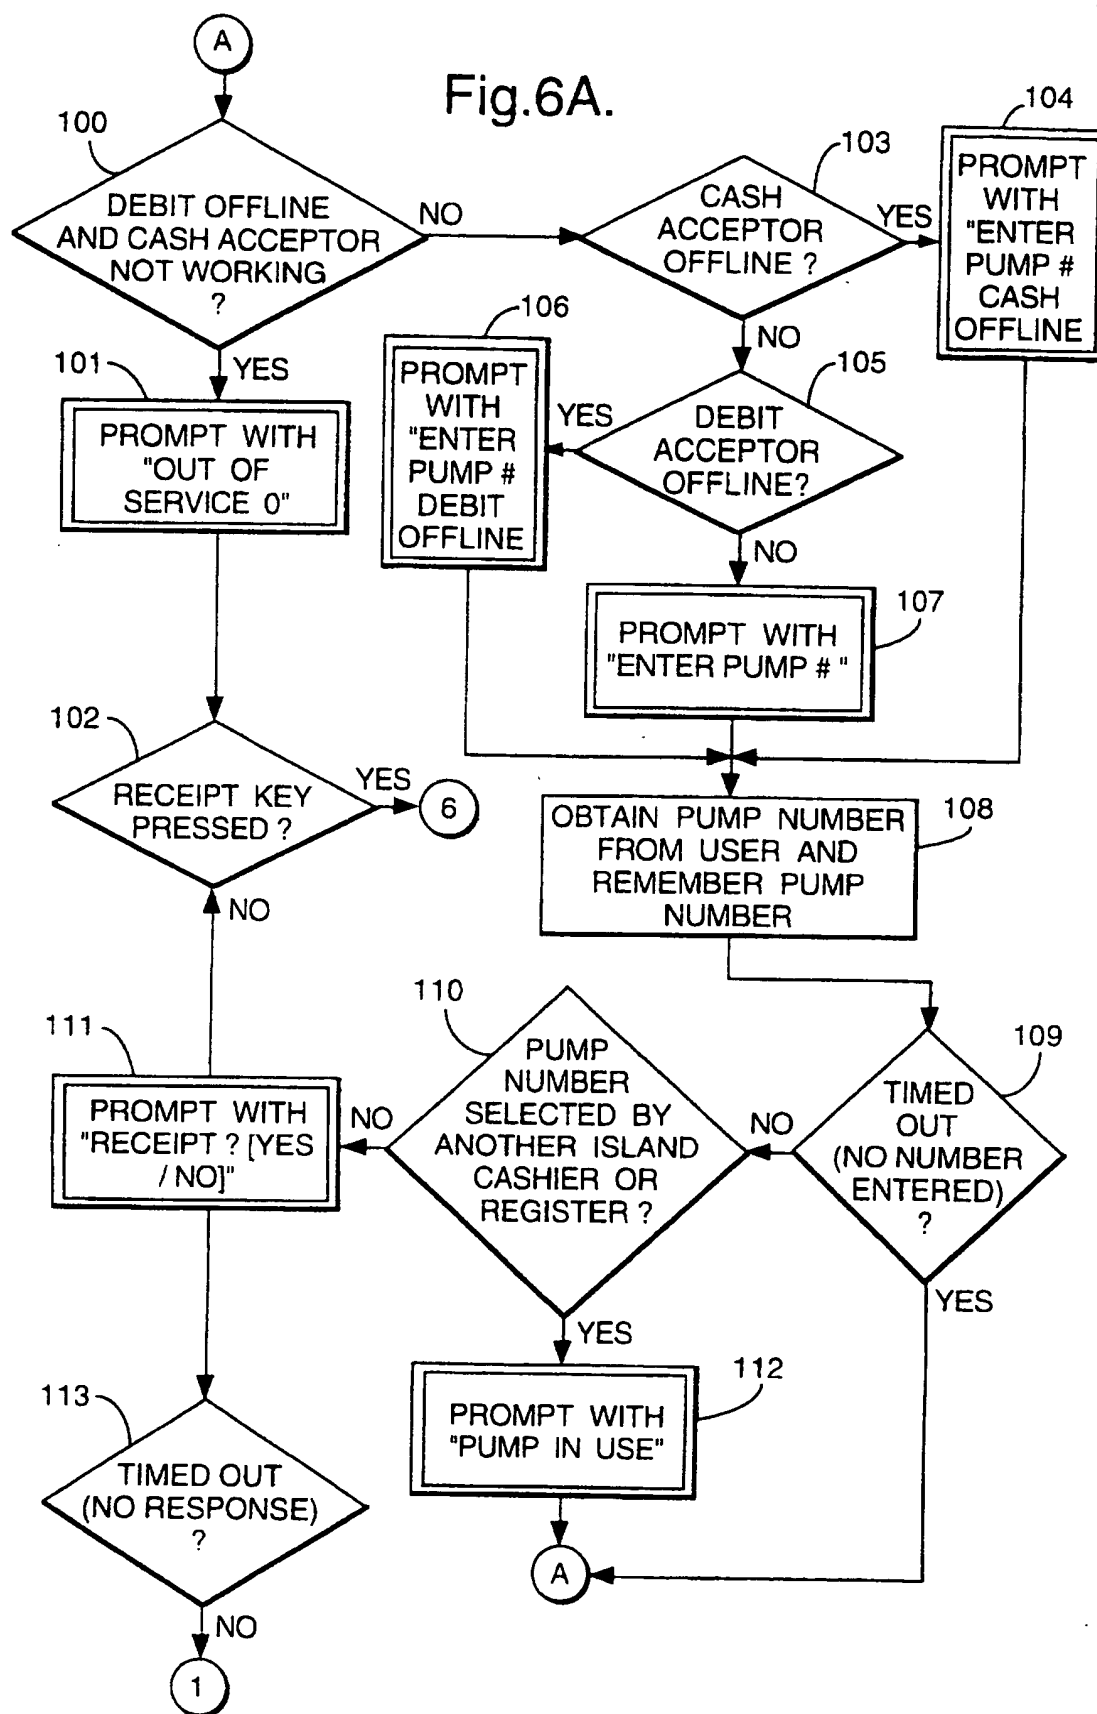 A
Fig.6A.
100
DEBIT OFFLINE
AND CASH ACCEPTOR
NOT WORKING
?
NO
YES
103
CASH
ACCEPTOR
OFFLINE ?
YES
NO
104
PROMPT
WITH
"ENTER
PUMP #
CASH
OFFLINE
101
PROMPT WITH
"OUT OF
SERVICE 0"
106
PROMPT
WITH
"ENTER
PUMP #
DEBIT
OFFLINE
105
DEBIT
ACCEPTOR
OFFLINE?
YES
NO
107
PROMPT WITH
"ENTER PUMP # "
102
RECEIPT KEY
PRESSED ?
YES
6
NO
108
OBTAIN PUMP NUMBER
FROM USER AND
REMEMBER PUMP
NUMBER
109
TIMED
OUT
(NO NUMBER
ENTERED)
?
NO
YES
110
PUMP
NUMBER
SELECTED BY
ANOTHER ISLAND
CASHIER OR
REGISTER ?
NO
YES
111
PROMPT WITH
"RECEIPT ? [YES
/ NO]"
112
PROMPT WITH
"PUMP IN USE"
A
113
TIMED OUT
(NO RESPONSE)
?
NO
1